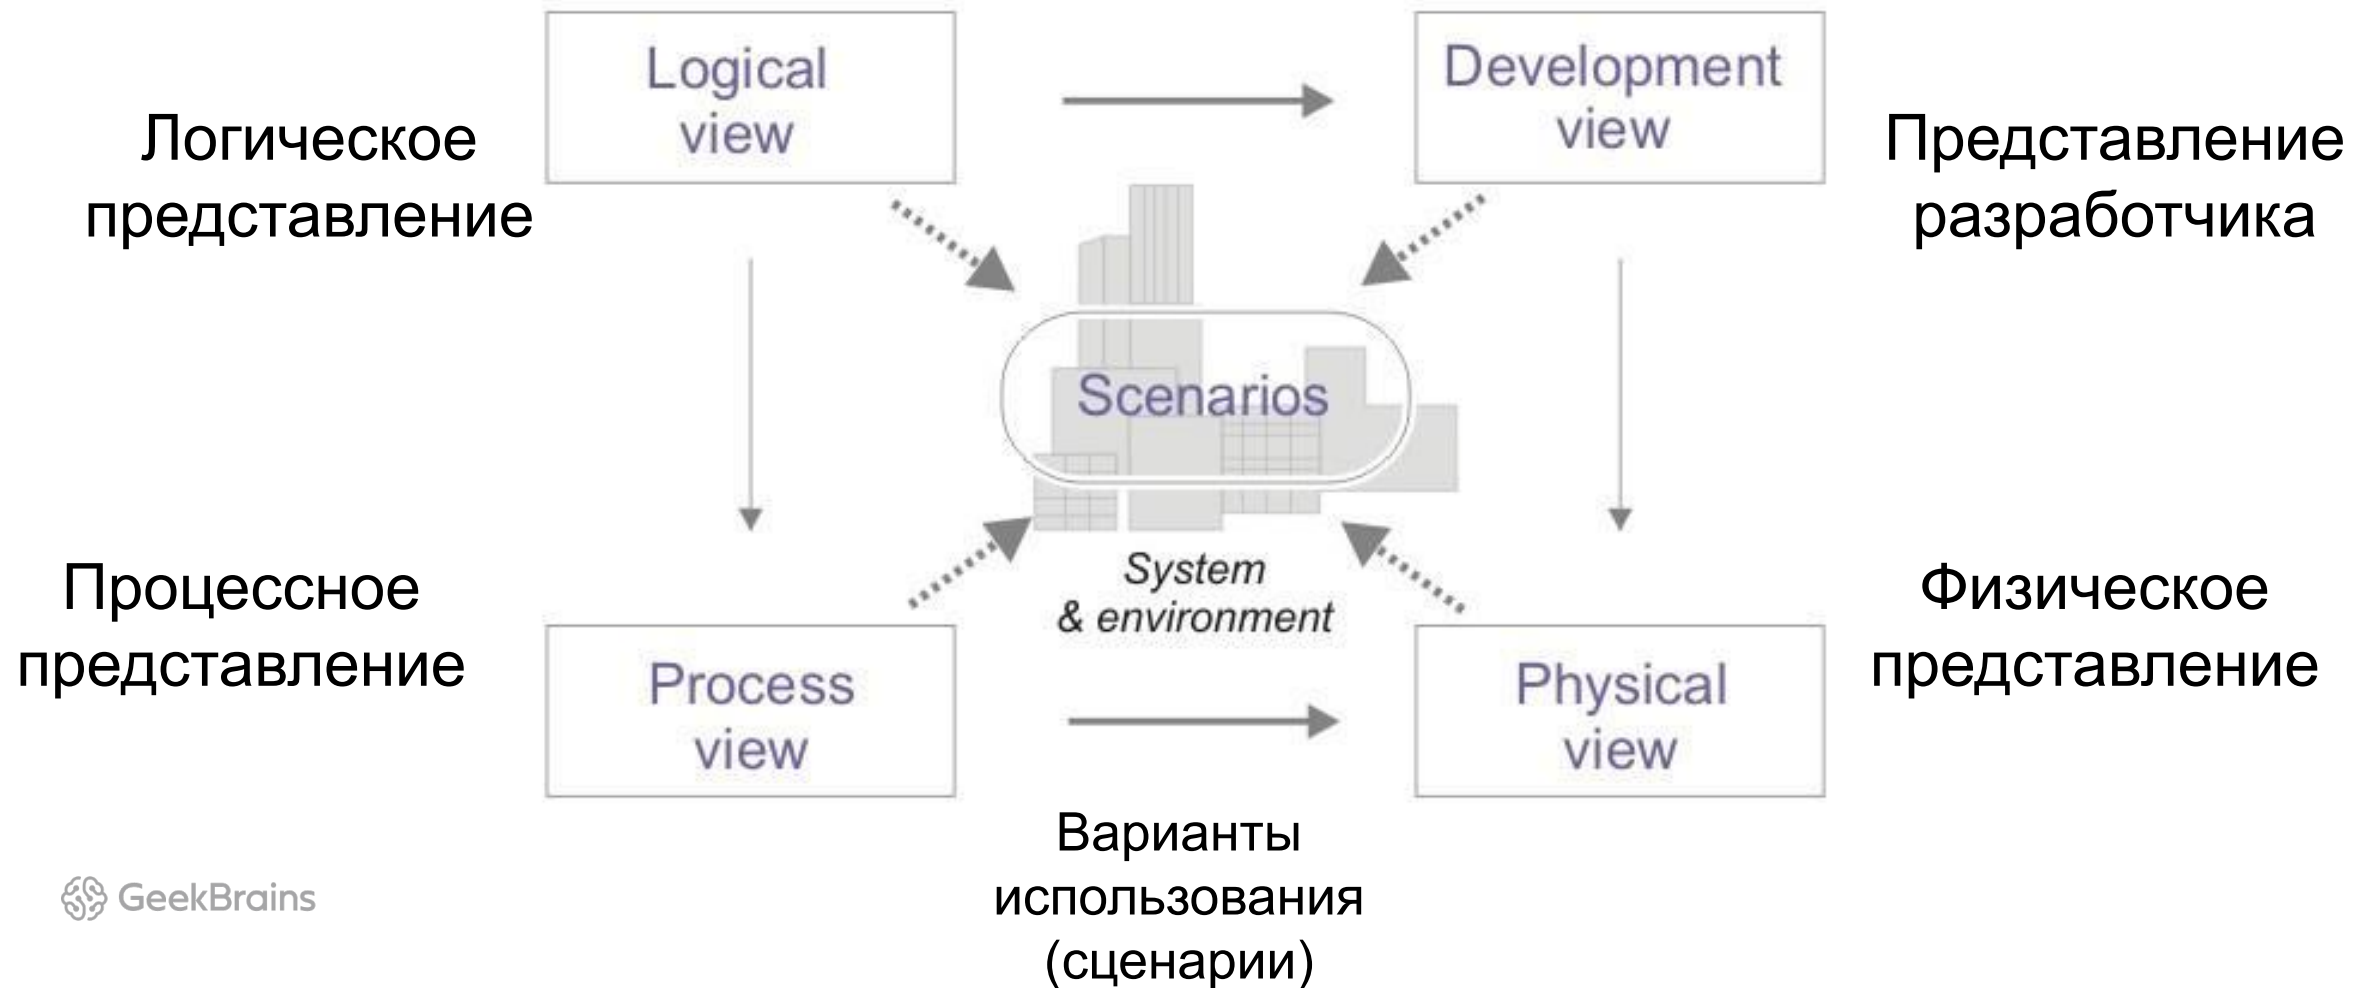 Logical
view
Development
view
Логическое
представление
Представление
разработчика
Scenarios
System
& environment
Процессное
представление
Физическое
представление
Process
view
Physical
view
Варианты
использования
(сценарии)
GeekBrains